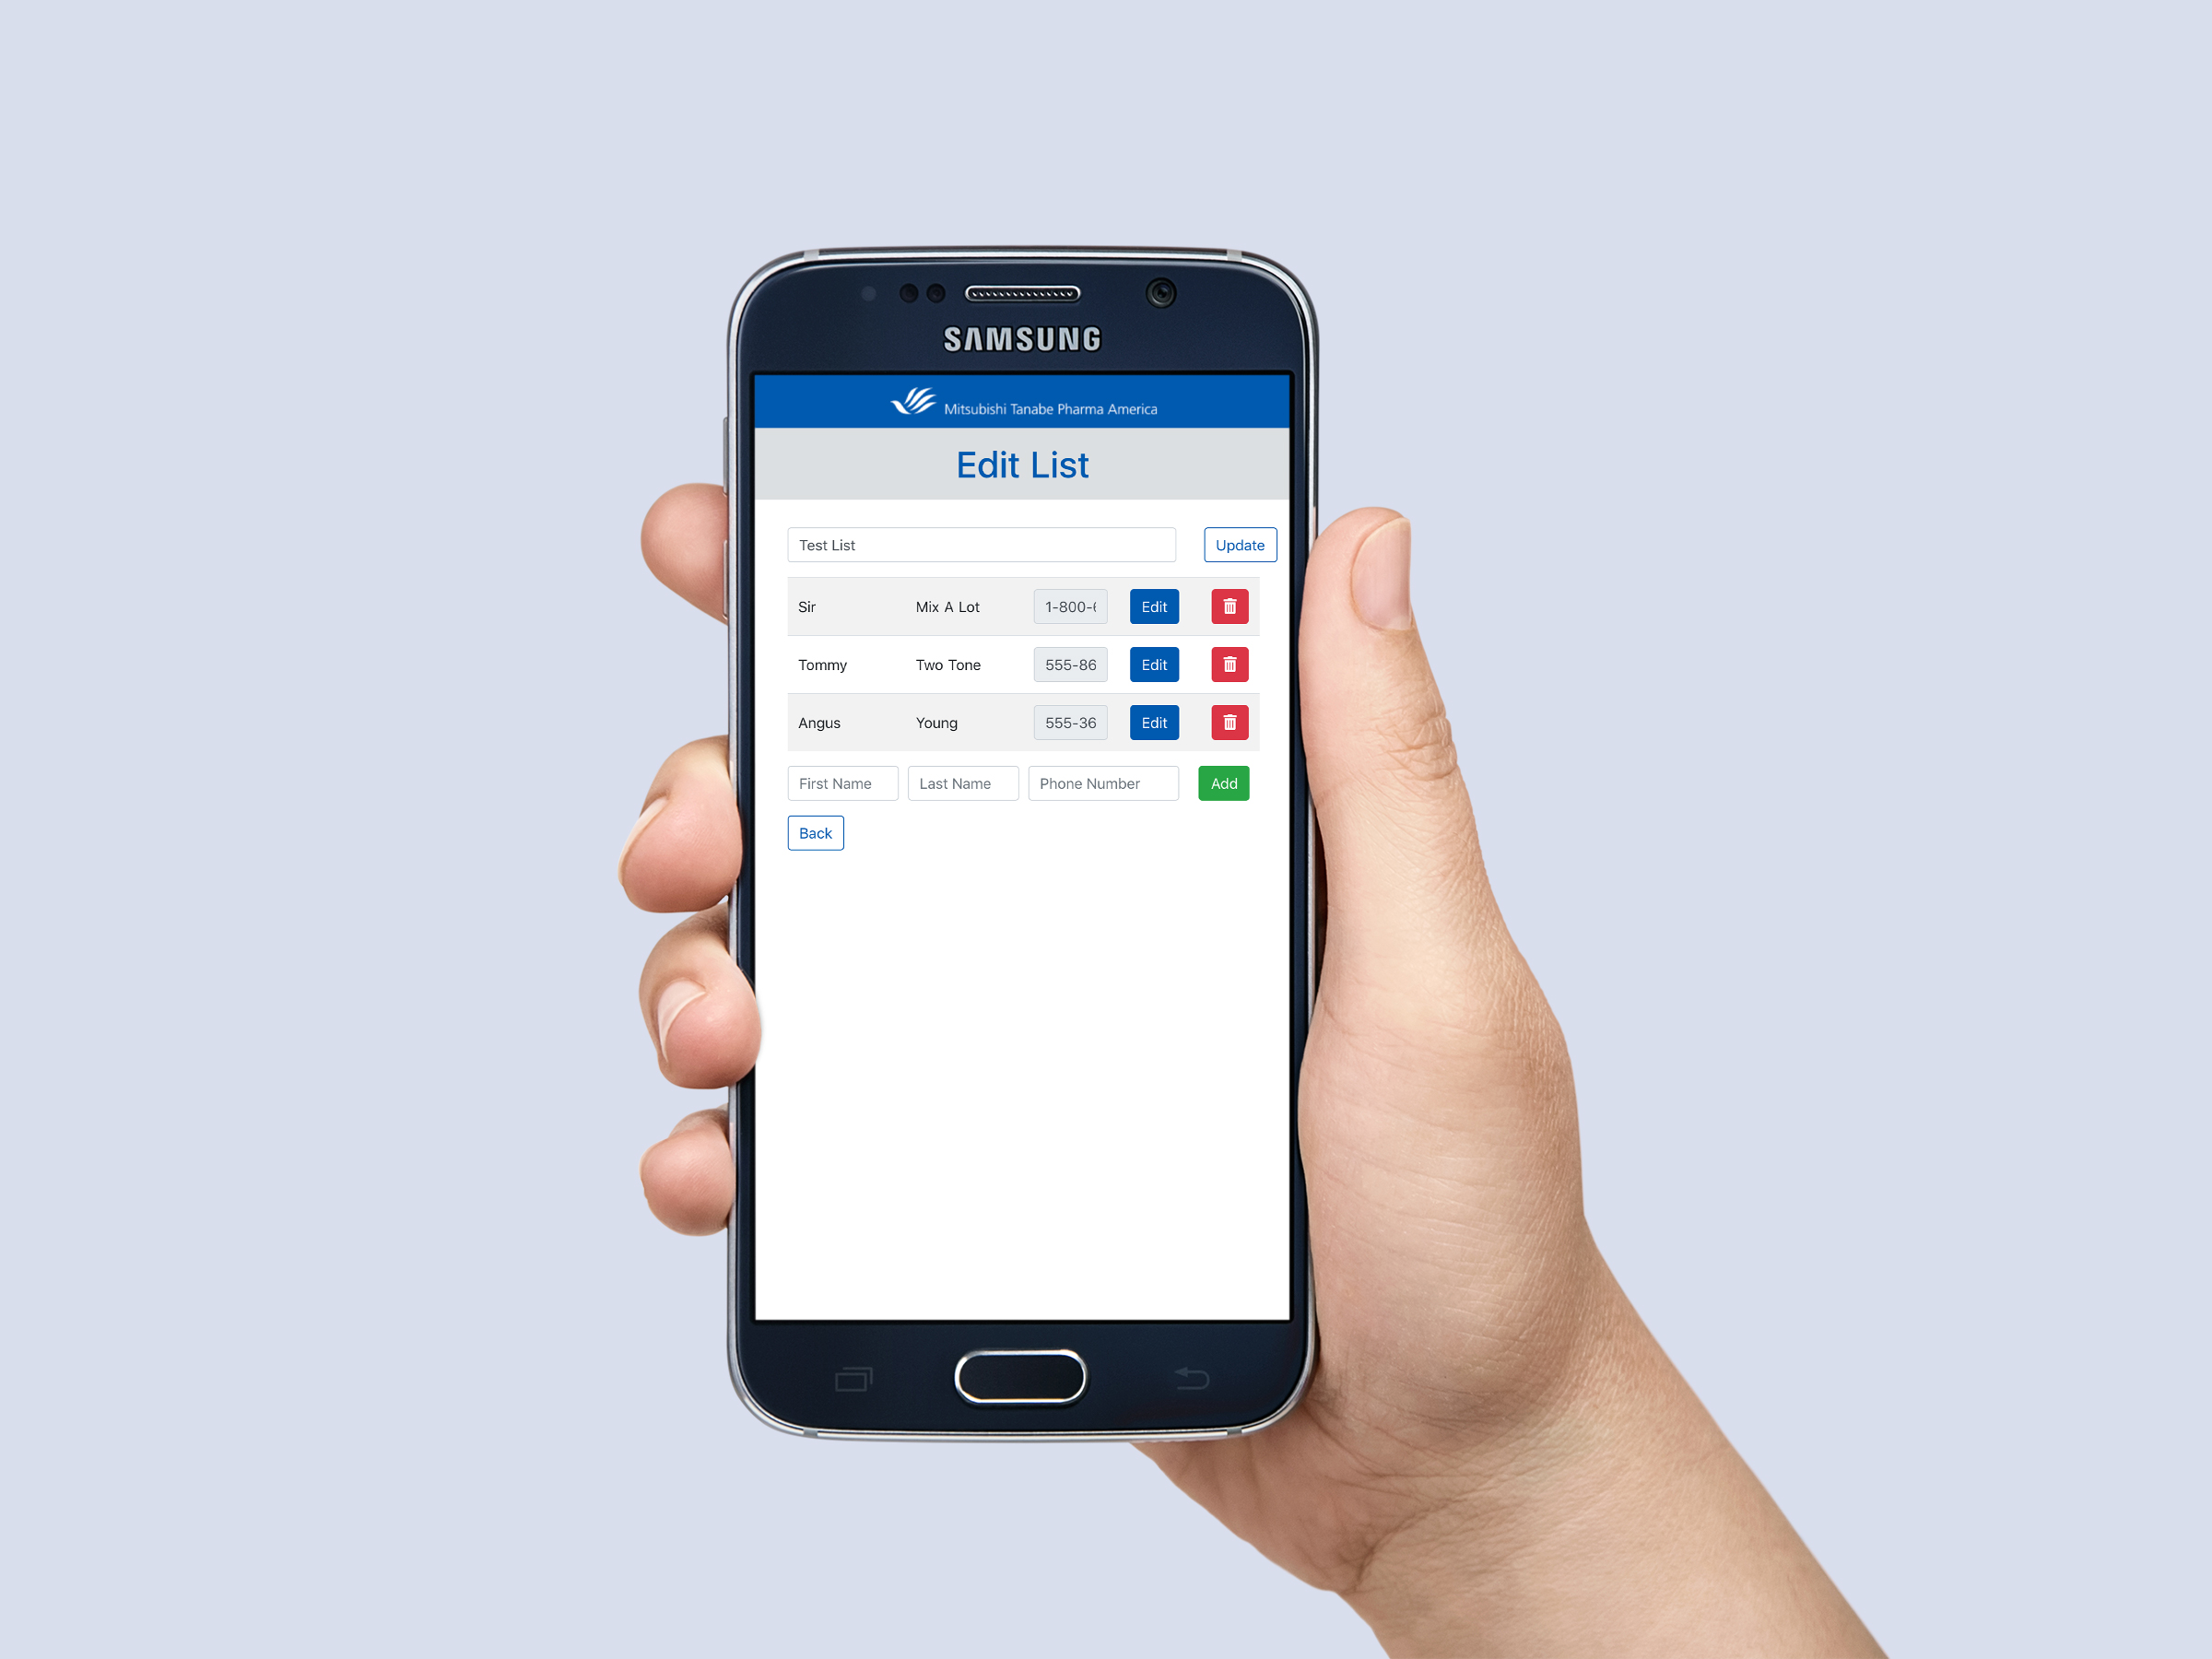 SAMSUNG
Mitsubishi Tanabe Pharma America
Edit List
Test List Update
Sir Mix A Lot 1-800- Edit
Tommy Two Tone 555-86 Edit
Angus Young 555-36 Edit
First Name Last Name Phone Number Add
Back